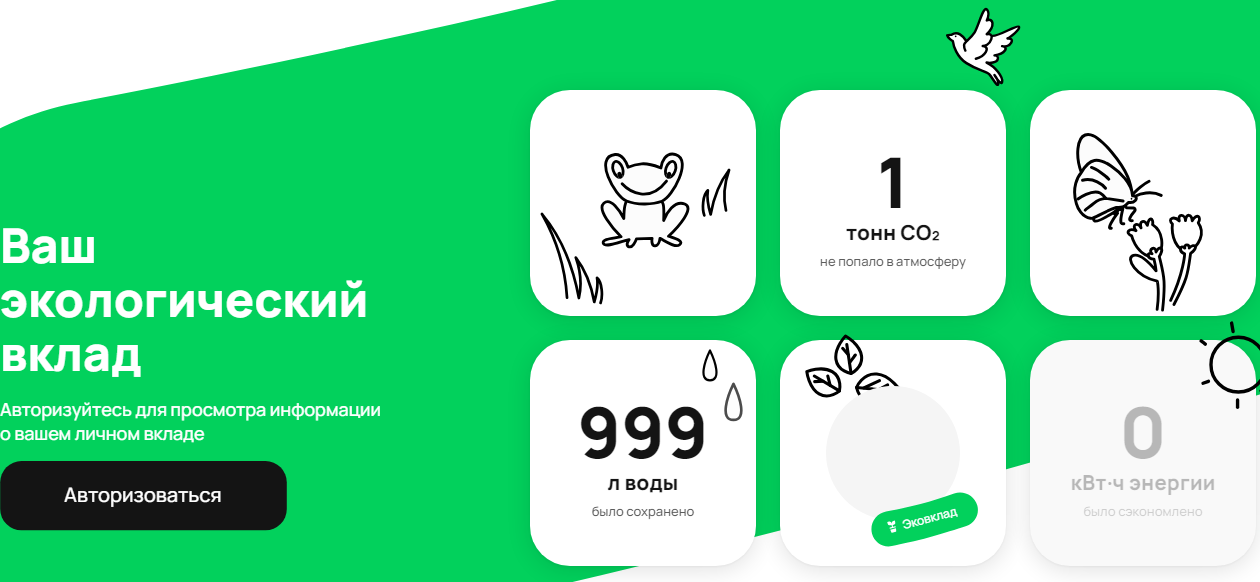 Ваш
экологический
вклад
Авторизуйтесь для просмотра информации
о вашем личном вкладе
Авторизоваться
1
тонн CO₂
не попало в атмосферу
999
л воды
было сохранено
Эковклад
0
кВт·ч энергии
было сэкономлено